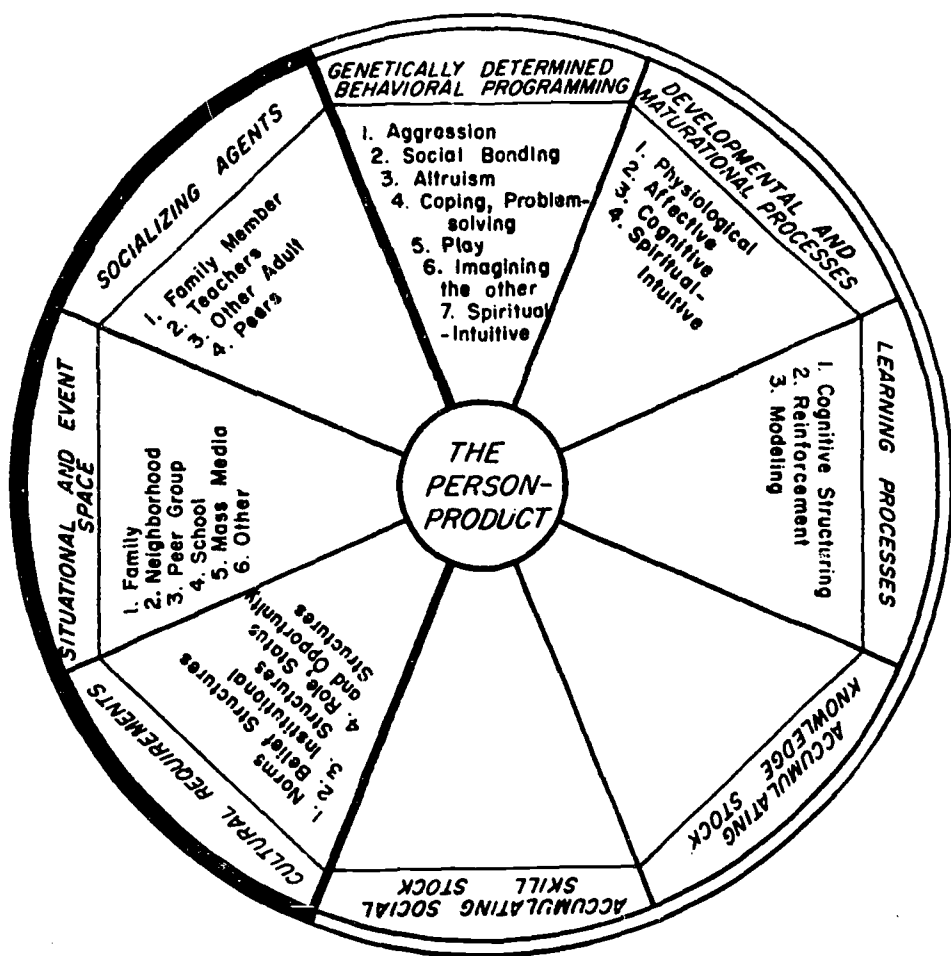 GENETICALLY DETERMINED
BEHAVIORAL PROGRAMMING
1. Aggression
2. Social Bonding
3. Altruism
4. Coping, Problem-
solving
5. Play
6. Imagining
the other
7. Spiritual
-Intuitive
DEVELOPMENTAL AND
MATURATIONAL PROCESSES
1. Physiological
2. Affective
3. Cognitive
4. Spiritual-
Intuitive
LEARNING PROCESSES
1. Cognitive Structuring
2. Reinforcement
3. Modeling
ACCUMULATING STOCK
KNOWLEDGE
ACCUMULATING SOCIAL
SKILL STOCK
CULTURAL REQUIREMENTS
1. Norms
2. Belief Structures
3. Institutional
Structures
4. Role, Status
and Opportunity
Structures
SITUATIONAL AND EVENT
SPACE
1. Family
2. Neighborhood
3. Peer Group
4. School
5. Mass Media
6. Other
SOCIALIZING AGENTS
1. Family Member
2. Teachers
3. Other Adult
4. Peers
THE
PERSON-
PRODUCT